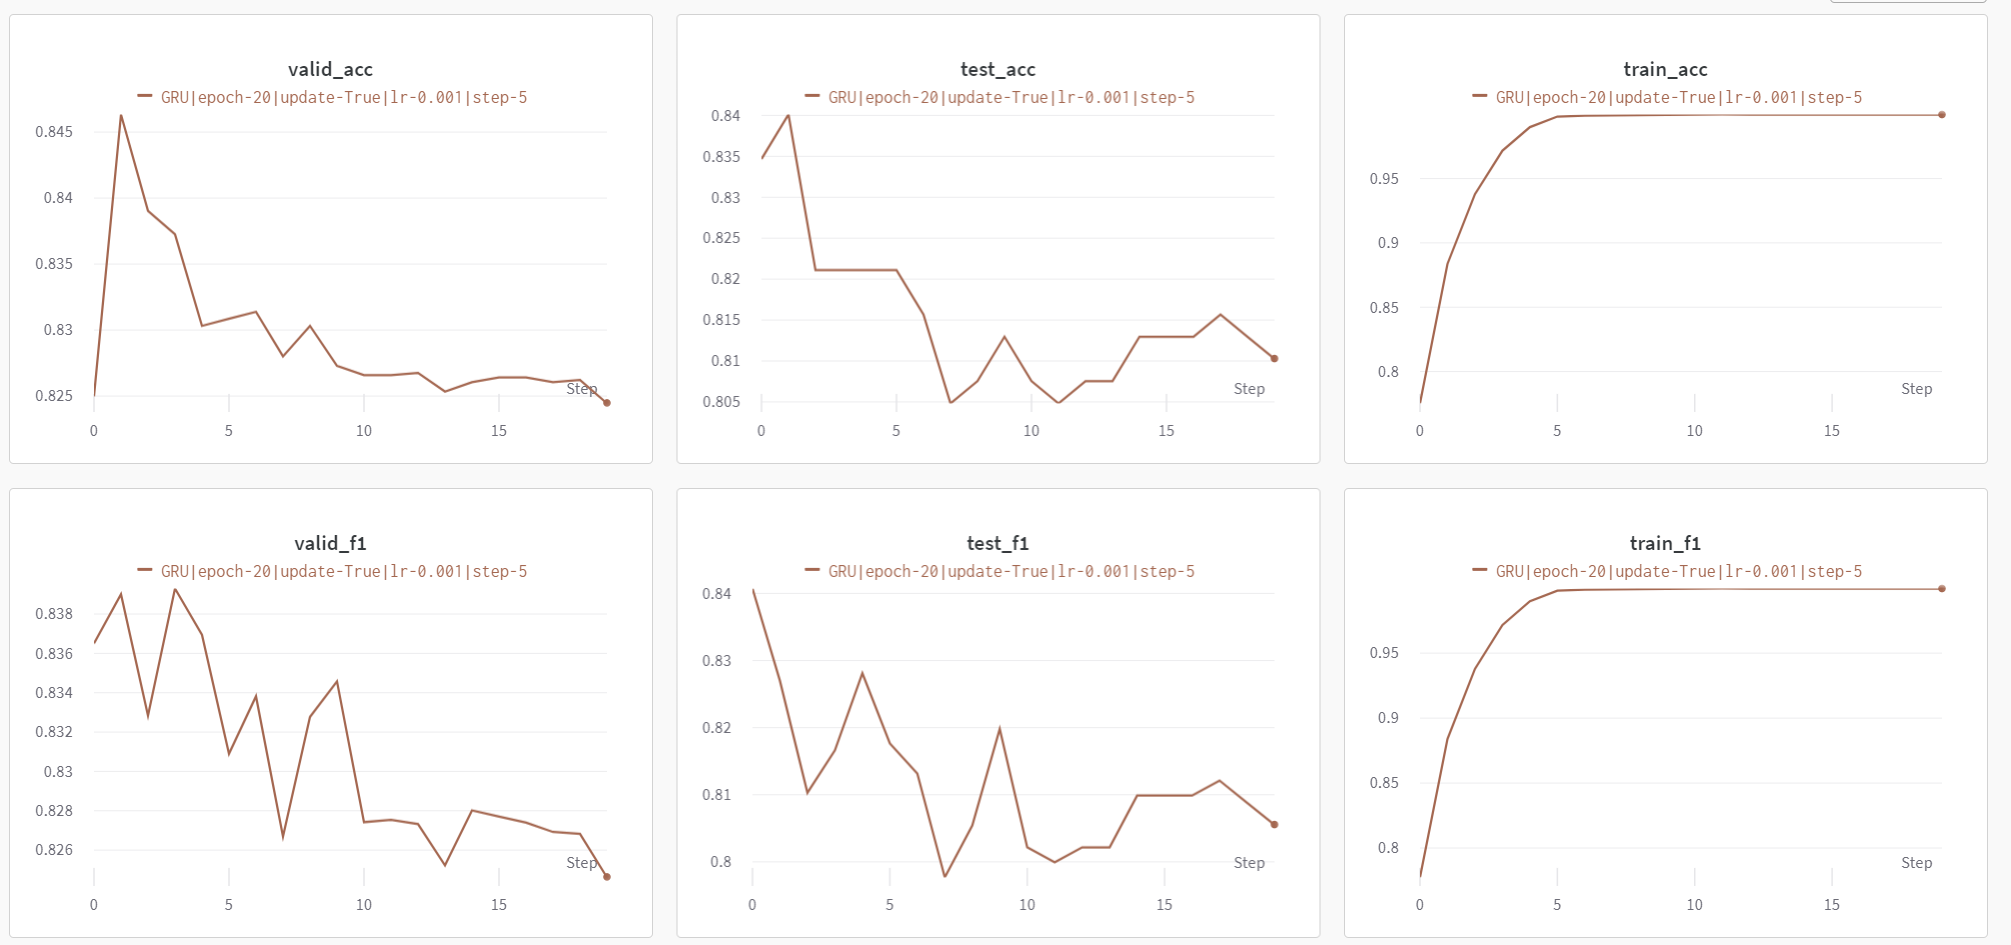 valid_acc
GRU|epoch-20|update-True|lr-0.001|step-5
0.845
0.84
0.835
0.83
0.825
Step
0 5 10 15
test_acc
GRU|epoch-20|update-True|lr-0.001|step-5
0.84
0.835
0.83
0.825
0.82
0.815
0.81
0.805
Step
0 5 10 15
train_acc
GRU|epoch-20|update-True|lr-0.001|step-5
0.95
0.9
0.85
0.8
Step
0 5 10 15
valid_f1
GRU|epoch-20|update-True|lr-0.001|step-5
0.838
0.836
0.834
0.832
0.83
0.828
0.826
Step
0 5 10 15
test_f1
GRU|epoch-20|update-True|lr-0.001|step-5
0.84
0.83
0.82
0.81
0.8
Step
0 5 10 15
train_f1
GRU|epoch-20|update-True|lr-0.001|step-5
0.95
0.9
0.85
0.8
Step
0 5 10 15